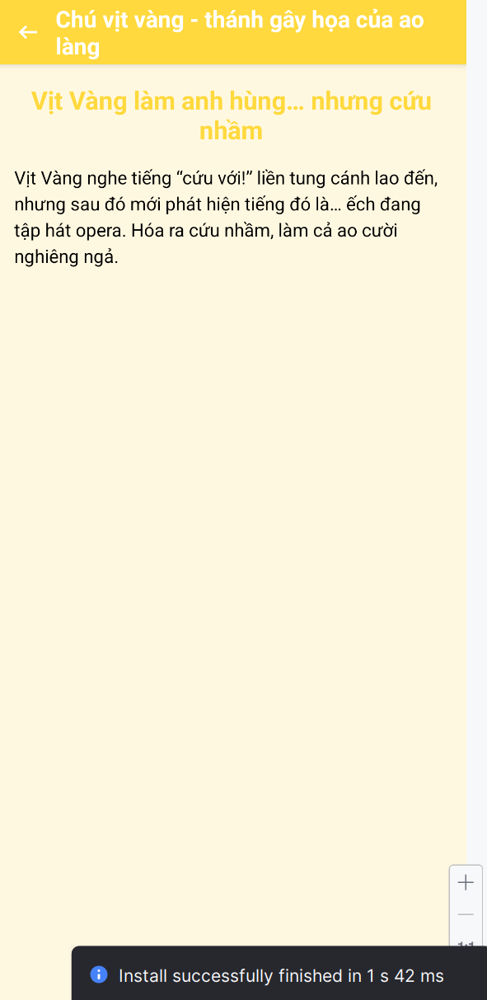 Chú vịt vàng - thánh gây họa của ao
làng
Vịt Vàng làm anh hùng... nhưng cứu
nhầm
Vịt Vàng nghe tiếng “cứu với!” liền tung cánh lao đến,
nhưng sau đó mới phát hiện tiếng đó là... ếch đang
tập hát opera. Hóa ra cứu nhầm, làm cả ao cười
nghiêng ngả.
Install successfully finished in 1 s 42 ms